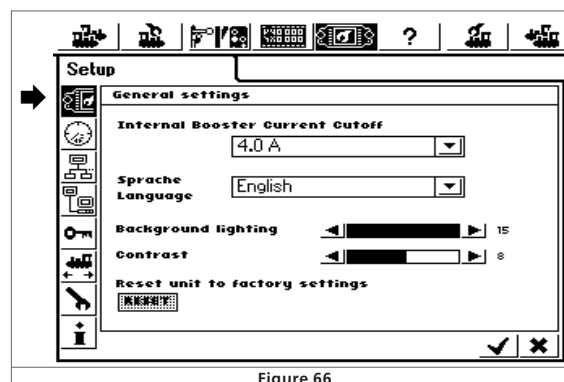 ?
Setup
General settings
Internal Booster Current Cutoff
4.0 A
Sprache
Language
English
Background lighting
15
Contrast
8
Reset unit to factory settings
RESET
Figure 66